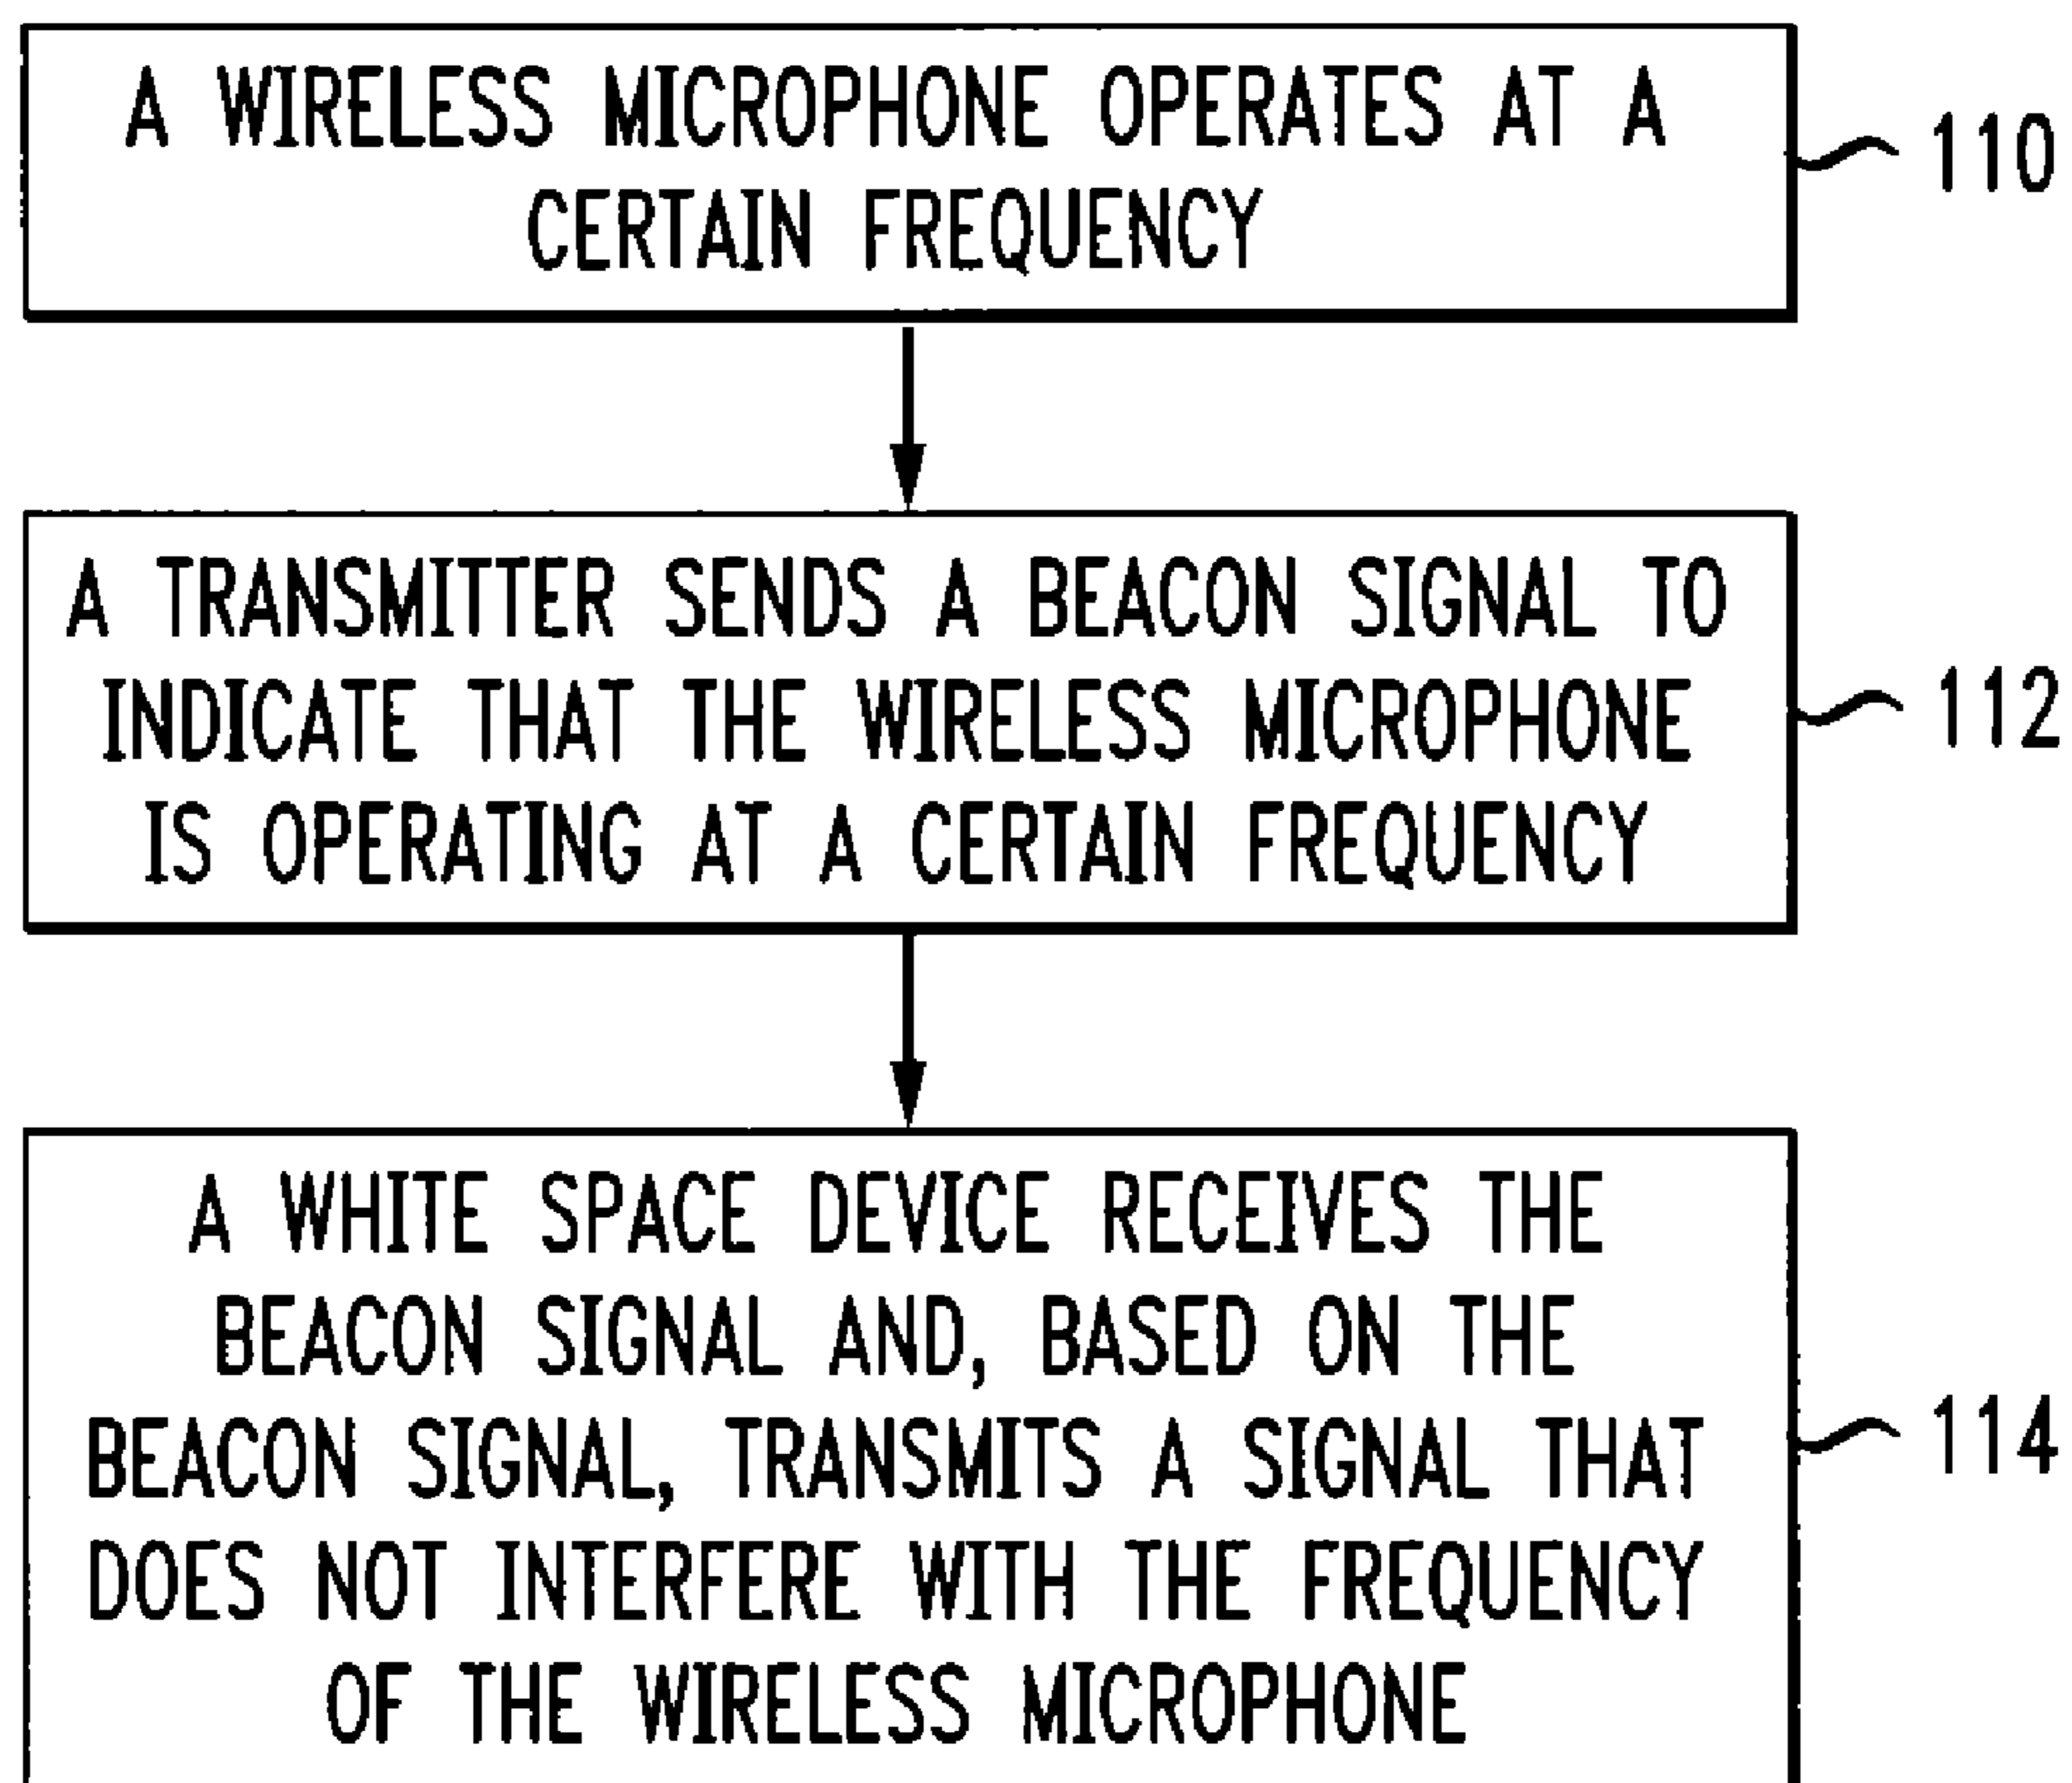 A WIRELESS MICROPHONE OPERATES AT A
CERTAIN FREQUENCY
110
A TRANSMITTER SENDS A BEACON SIGNAL TO
INDICATE THAT THE WIRELESS MICROPHONE
IS OPERATING AT A CERTAIN FREQUENCY
112
A WHITE SPACE DEVICE RECEIVES THE
BEACON SIGNAL AND, BASED ON THE
BEACON SIGNAL, TRANSMITS A SIGNAL THAT
DOES NOT INTERFERE WITH THE FREQUENCY
OF THE WIRELESS MICROPHONE
114